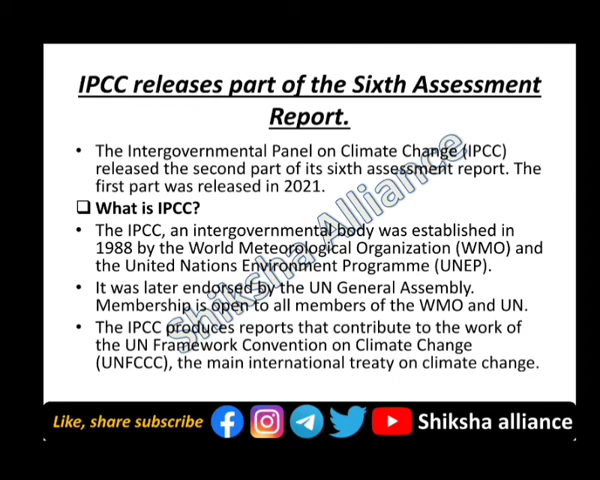 IPCC releases part of the Sixth Assessment
Report.
• The Intergovernmental Panel on Climate Change (IPCC)
released the second part of its sixth assessment report. The
first part was released in 2021.
❑ What is IPCC?
• The IPCC, an intergovernmental body was established in
1988 by the World Meteorological Organization (WMO) and
the United Nations Environment Programme (UNEP).
• It was later endorsed by the UN General Assembly.
Membership is open to all members of the WMO and UN.
• The IPCC produces reports that contribute to the work of
the UN Framework Convention on Climate Change
(UNFCCC), the main international treaty on climate change.
Shiksha Alliance
Like, share subscribe
Shiksha alliance